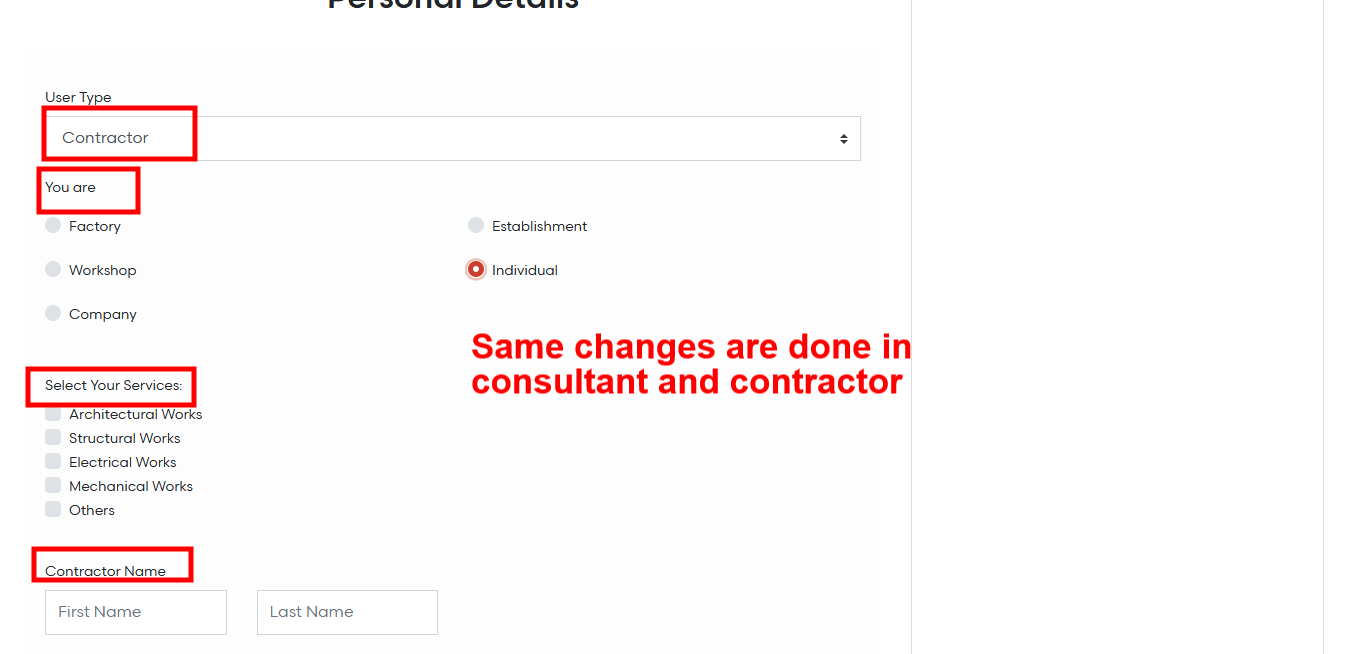 Personal Details
User Type
Contractor
You are
Factory
Establishment
Workshop
Individual
Company
Same changes are done in
consultant and contractor
Select Your Services:
Architectural Works
Structural Works
Electrical Works
Mechanical Works
Others
Contractor Name
First Name
Last Name